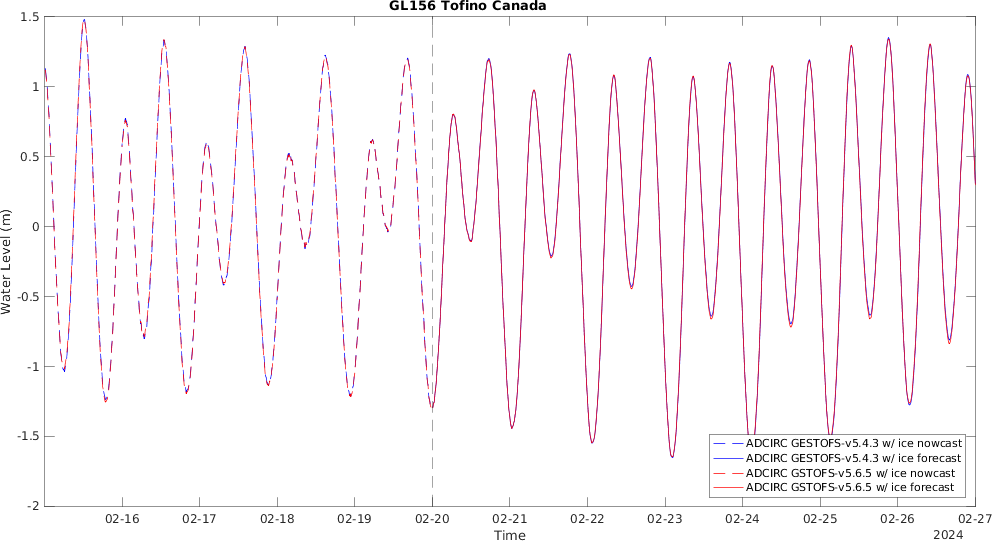 GL156 Tofino Canada
1.5
1
0.5
0
-0.5
-1
-1.5
-2
Water Level (m)
ADCIRC GESTOFS-v5.4.3 w/ ice nowcast
ADCIRC GESTOFS-v5.4.3 w/ ice forecast
ADCIRC GSTOFS-v5.6.5 w/ ice nowcast
ADCIRC GSTOFS-v5.6.5 w/ ice forecast
02-16 02-17 02-18 02-19 02-20 02-21 02-22 02-23 02-24 02-25 02-26 02-27
Time
2024